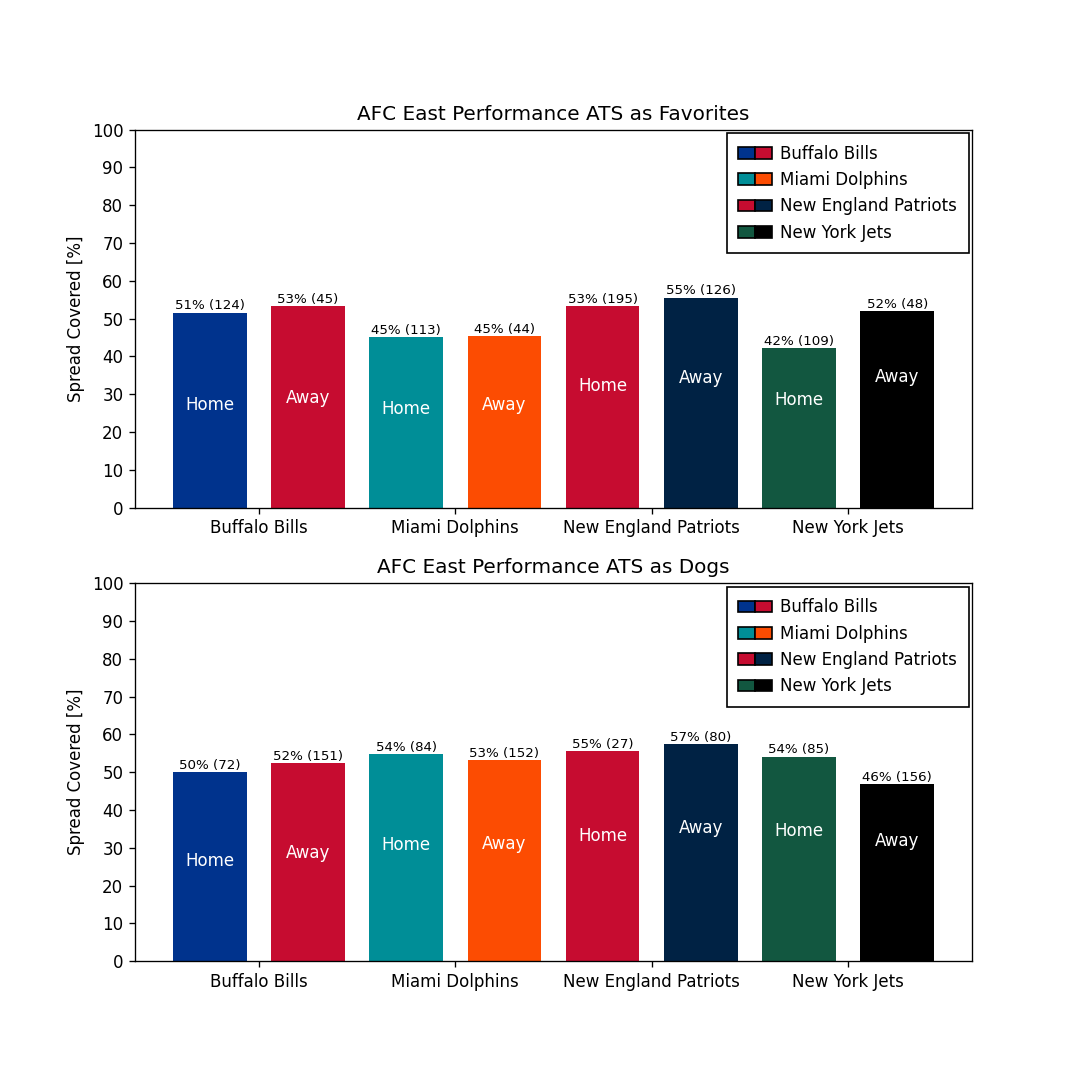 AFC East Performance ATS as Favorites
Spread Covered [%]
100
90
80
70
60
50
40
30
20
10
0
Buffalo Bills
Miami Dolphins
New England Patriots
New York Jets
51% (124)
53% (45)
45% (113)
45% (44)
53% (195)
55% (126)
42% (109)
52% (48)
Home
Away
Home
Away
Home
Away
Home
Away
Buffalo Bills
Miami Dolphins
New England Patriots
New York Jets
AFC East Performance ATS as Dogs
Spread Covered [%]
100
90
80
70
60
50
40
30
20
10
0
Buffalo Bills
Miami Dolphins
New England Patriots
New York Jets
50% (72)
52% (151)
54% (84)
53% (152)
55% (27)
57% (80)
54% (85)
46% (156)
Home
Away
Home
Away
Home
Away
Home
Away
Buffalo Bills
Miami Dolphins
New England Patriots
New York Jets